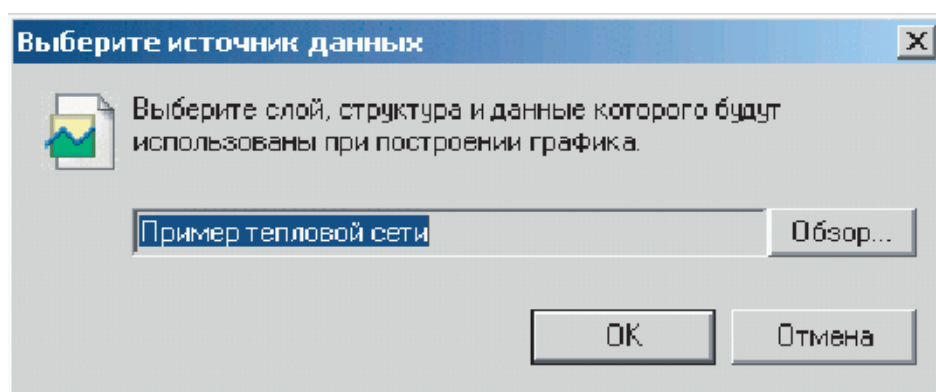 Выберите источник данных
Выберите слой, структура и данные которого будут
использованы при построении графика.
Пример тепловой сети
Обзор...
OK
Отмена